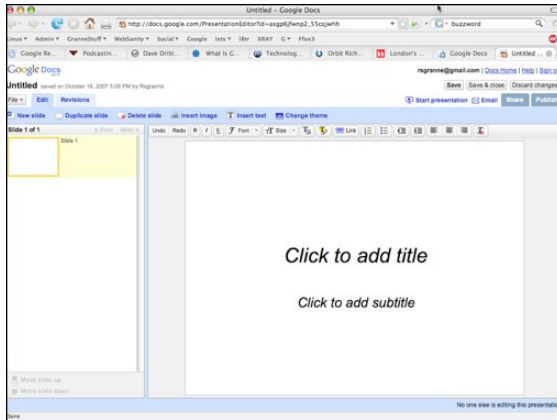 Untitled - Google Docs
http://docs.google.com/PresentationEditor?id=asgp6jfwnp2_55cqjwhh
buzzword
Linux Admin GranneStuff WebSanity Social Google lets XRAY G Ffox3
Google Re... Podcastin... Dave Dribi... What Is G... Technolog... Orbit Rich... London's ... Google Docs Untitled ...
Google Docs
rsgranne@gmail.com | Docs Home | Help | Sign o
Untitled saved on October 16, 2007 5:05 PM by Rsgranne
Save Save & close Discard changes
File Edit Revisions
Start presentation Email Share Publish
New slide Duplicate slide Delete slide Insert image Insert text Change theme
Slide 1 of 1 « Prev Next »
Undo Redo B I U Font Size Link
Slide 1
Click to add title
Click to add subtitle
Move slide up
Move slide down
No one else is editing this presentatio
Done